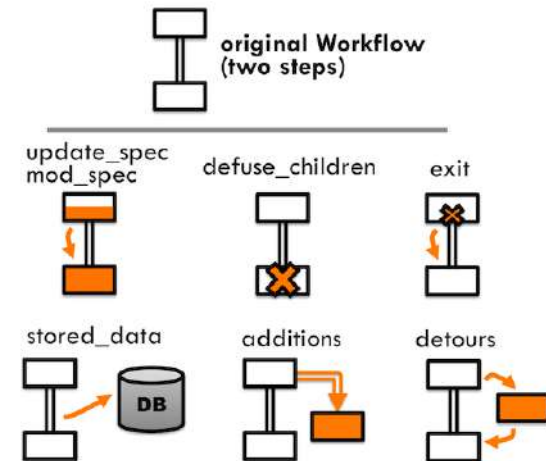 original Workflow
(two steps)
update_spec
mod_spec
defuse_children
exit
stored_data
additions
detours
DB